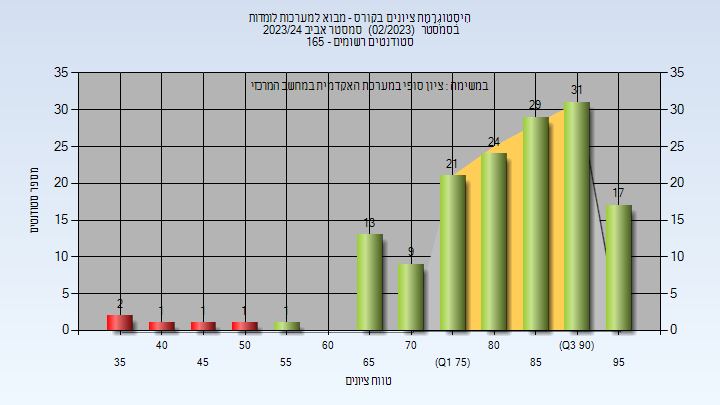 הִיסְטוֹגְרַמַּת ציונים בקורס - מבוא למערכות לומדות
בסמסטר (02/2023) סמסטר אביב 2023/24
סטודנטים רשומים - 165
במשימה : ציון סופי במערכת האקדמית במחשב המרכזי
35 35
30 30
25 25
20 20
15 15
10 10
5 5
0 0
2 1 1 1 1 13 9 21 24 29 31 17
מספר סטודנטים
40 50 60 70 80 (Q3 90)
35 45 55 65 (Q1 75) 85 95
טווח ציונים